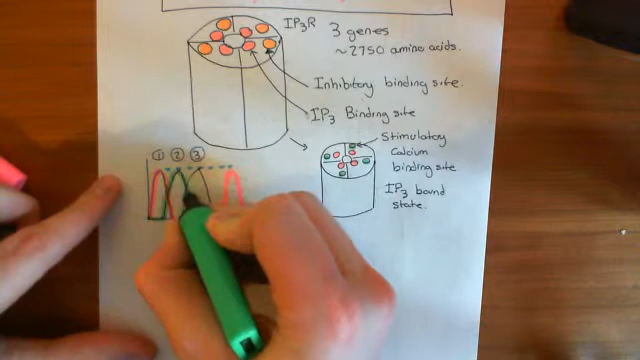 IP3R
3 genes
~2750 amino acids.
Inhibitory binding site.
IP3 Binding site
Stimulatory
Calcium
binding site
IP3 bound
state.
① ② ③